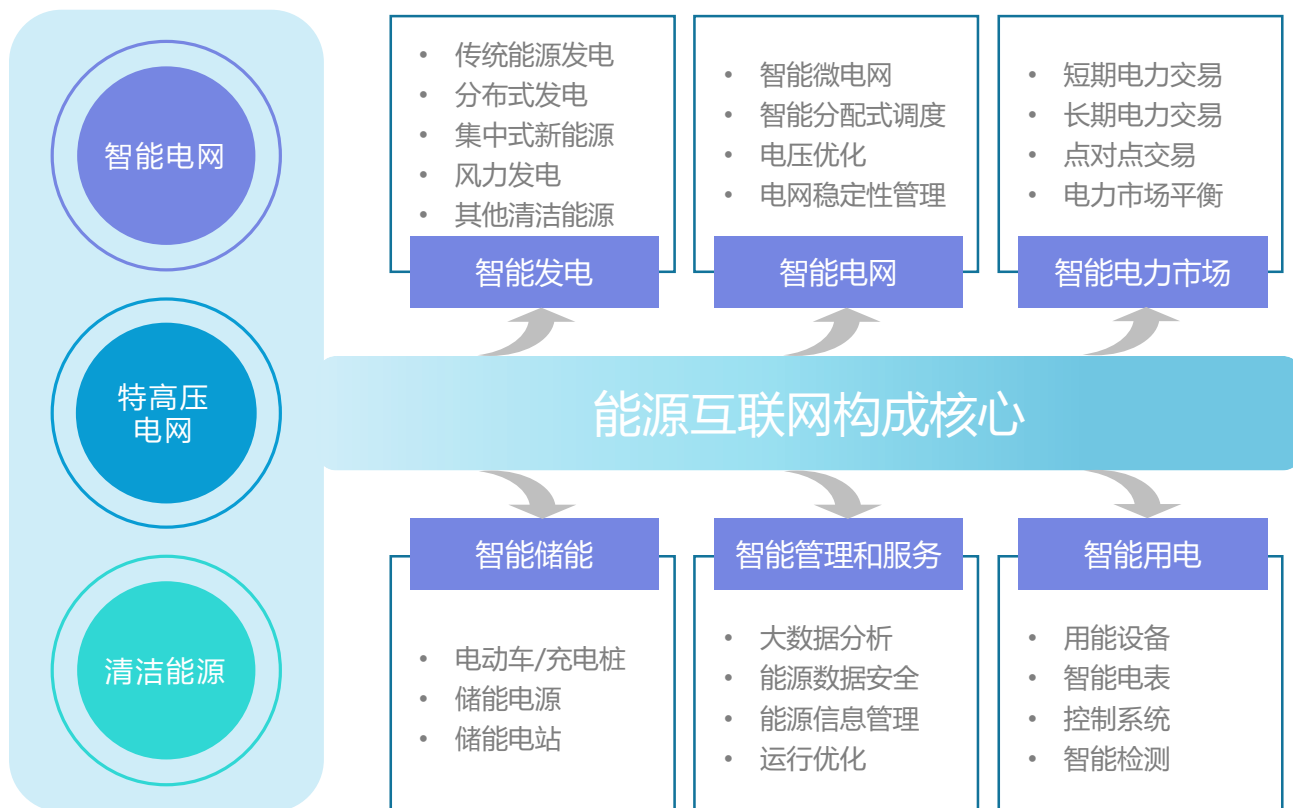 智能电网
特高压
电网
清洁能源
• 传统能源发电
• 分布式发电
• 集中式新能源
• 风力发电
• 其他清洁能源
智能发电
• 智能微电网
• 智能分配式调度
• 电压优化
• 电网稳定性管理
智能电网
• 短期电力交易
• 长期电力交易
• 点对点交易
• 电力市场平衡
智能电力市场
能源互联网构成核心
智能储能
• 电动车/充电桩
• 储能电源
• 储能电站
智能管理和服务
• 大数据分析
• 能源数据安全
• 能源信息管理
• 运行优化
智能用电
• 用能设备
• 智能电表
• 控制系统
• 智能检测